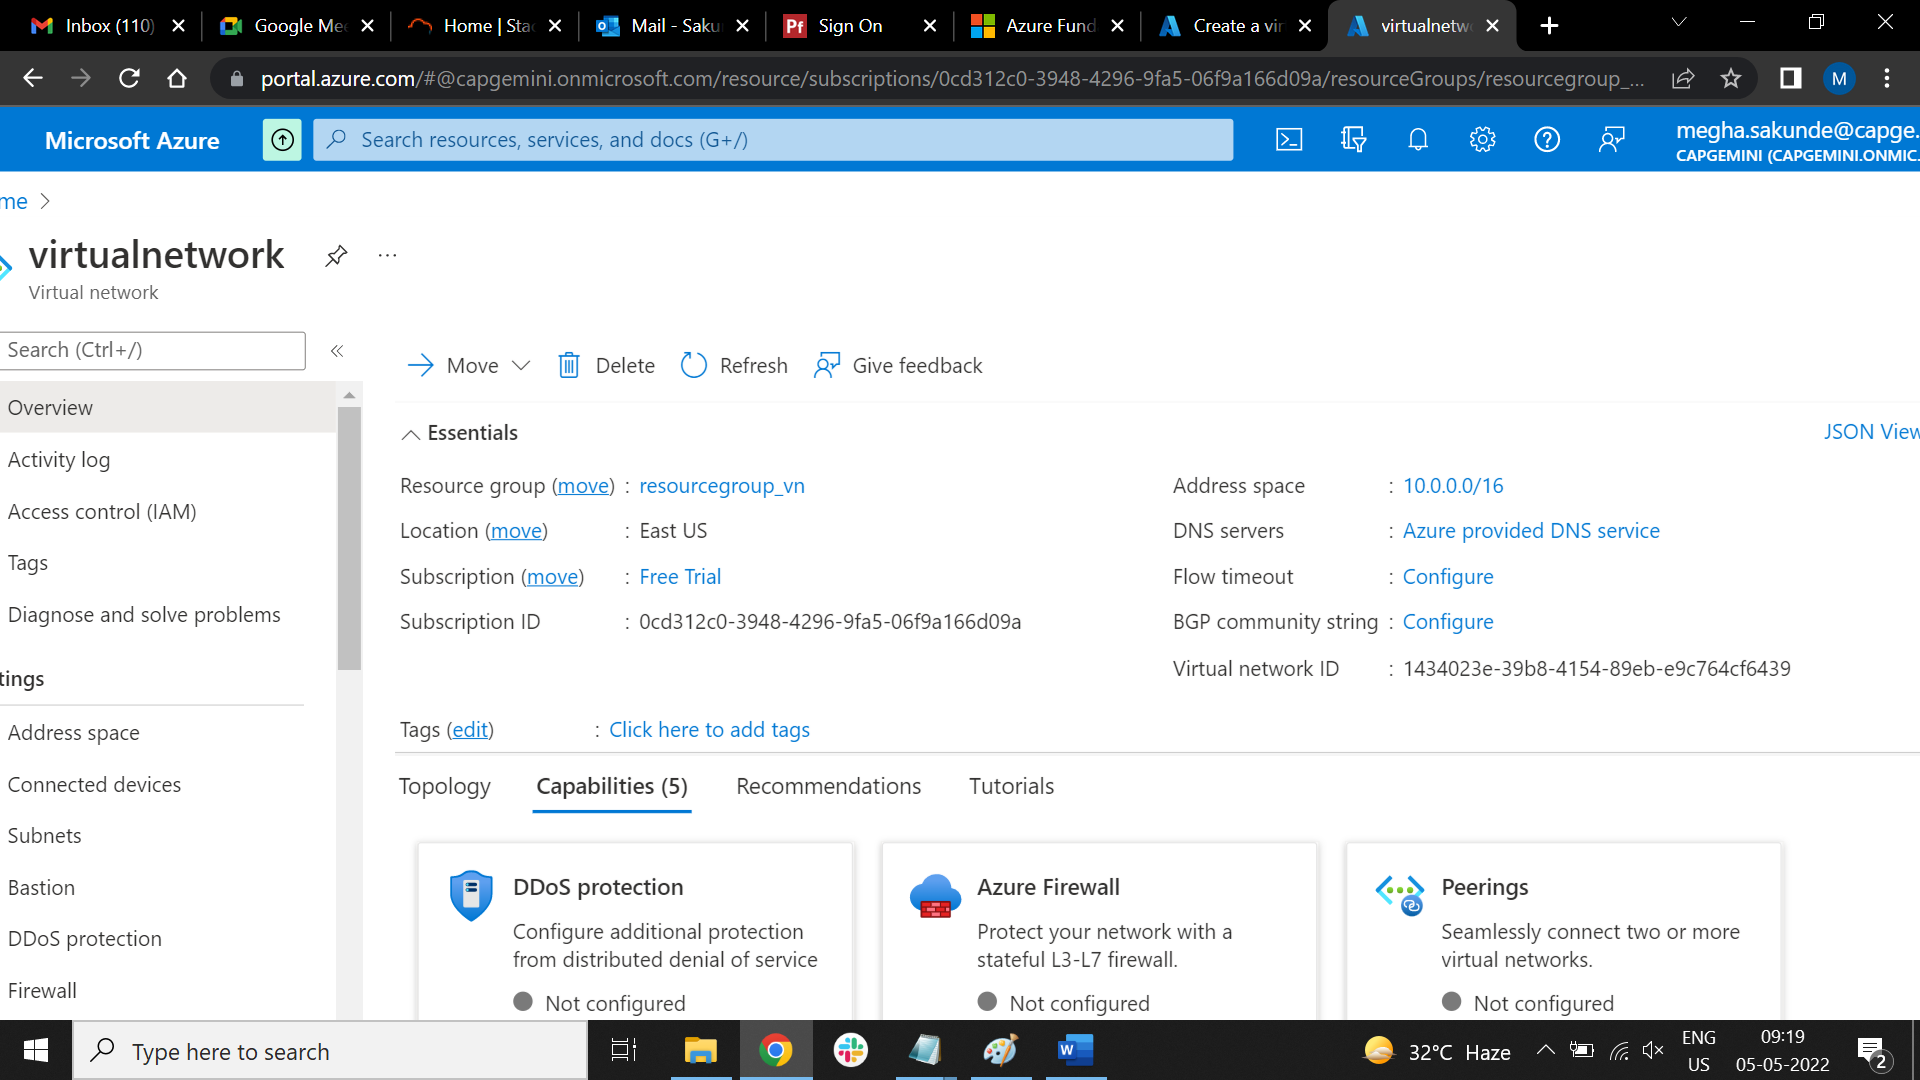 Inbox (110)
Google Me
Home | Sta
Mail - Saku
Sign On
Azure Fund
Create a vir
virtualnetw
portal.azure.com/#@capgemini.onmicrosoft.com/resource/subscriptions/0cd312c0-3948-4296-9fa5-06f9a166d09a/resourceGroups/resourcegroup_...
M
Microsoft Azure
Search resources, services, and docs (G+/)
megha.sakunde@capge.
CAPGEMINI (CAPGEMINI.ONMIC.
me >
virtualnetwork
...
Virtual network
Search (Ctrl+/)
«
Move
Delete
Refresh
Give feedback
Overview
Activity log
Access control (IAM)
Tags
Diagnose and solve problems
tings
Address space
Connected devices
Subnets
Bastion
DDoS protection
Firewall
Essentials
JSON View
Resource group (move) : resourcegroup_vn
Location (move) : East US
Subscription (move) : Free Trial
Subscription ID : 0cd312c0-3948-4296-9fa5-06f9a166d09a
Address space : 10.0.0.0/16
DNS servers : Azure provided DNS service
Flow timeout : Configure
BGP community string : Configure
Virtual network ID : 1434023e-39b8-4154-89eb-e9c764cf6439
Tags (edit) : Click here to add tags
Topology
Capabilities (5)
Recommendations
Tutorials
DDoS protection
Configure additional protection
from distributed denial of service
Not configured
Azure Firewall
Protect your network with a
stateful L3-L7 firewall.
Not configured
Peerings
Seamlessly connect two or more
virtual networks.
Not configured
Type here to search
32°C Haze
ENG
US
09:19
05-05-2022
2